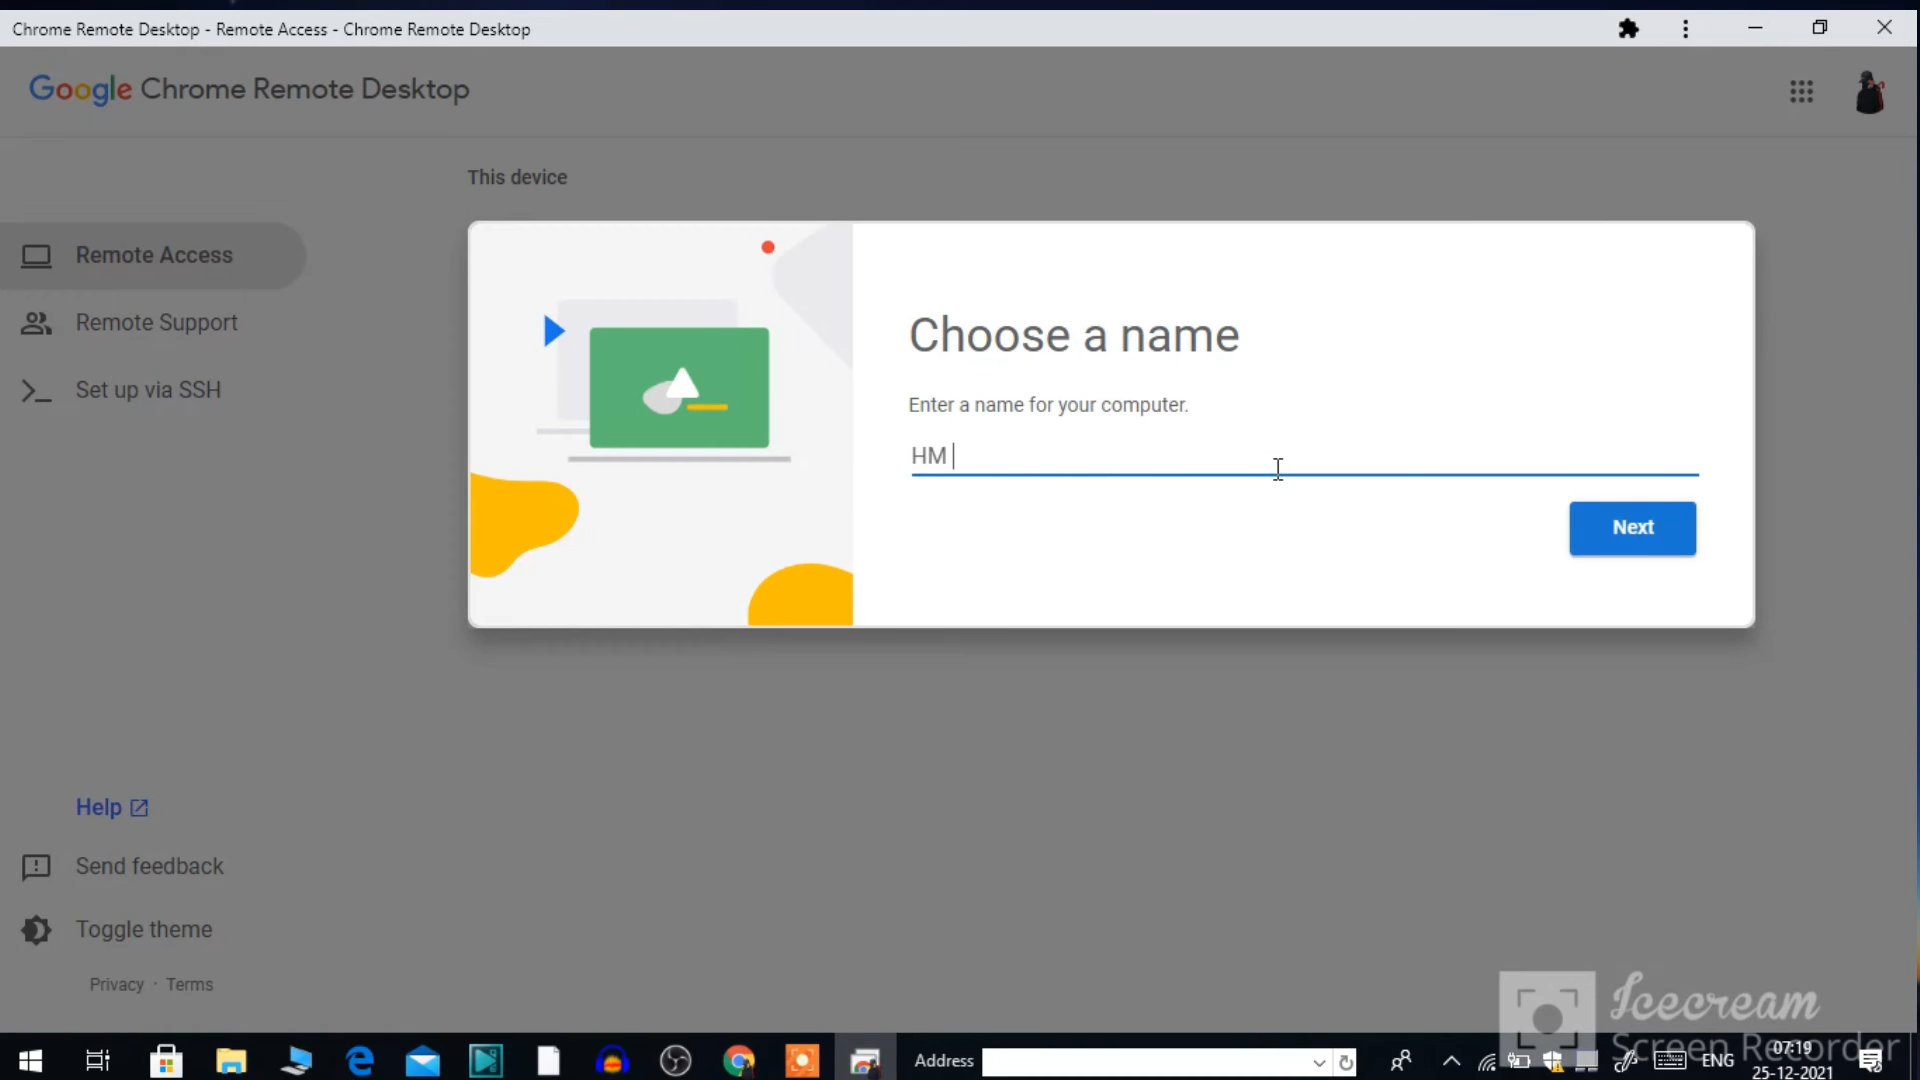 Chrome Remote Desktop - Remote Access - Chrome Remote Desktop
Google Chrome Remote Desktop
This device
Remote Access
Remote Support
Set up via SSH
Choose a name
Enter a name for your computer.
HM
Next
Help
Send feedback
Toggle theme
Privacy · Terms
Icecream
Screen Recorder
Address
ENG
07:19
25-12-2021